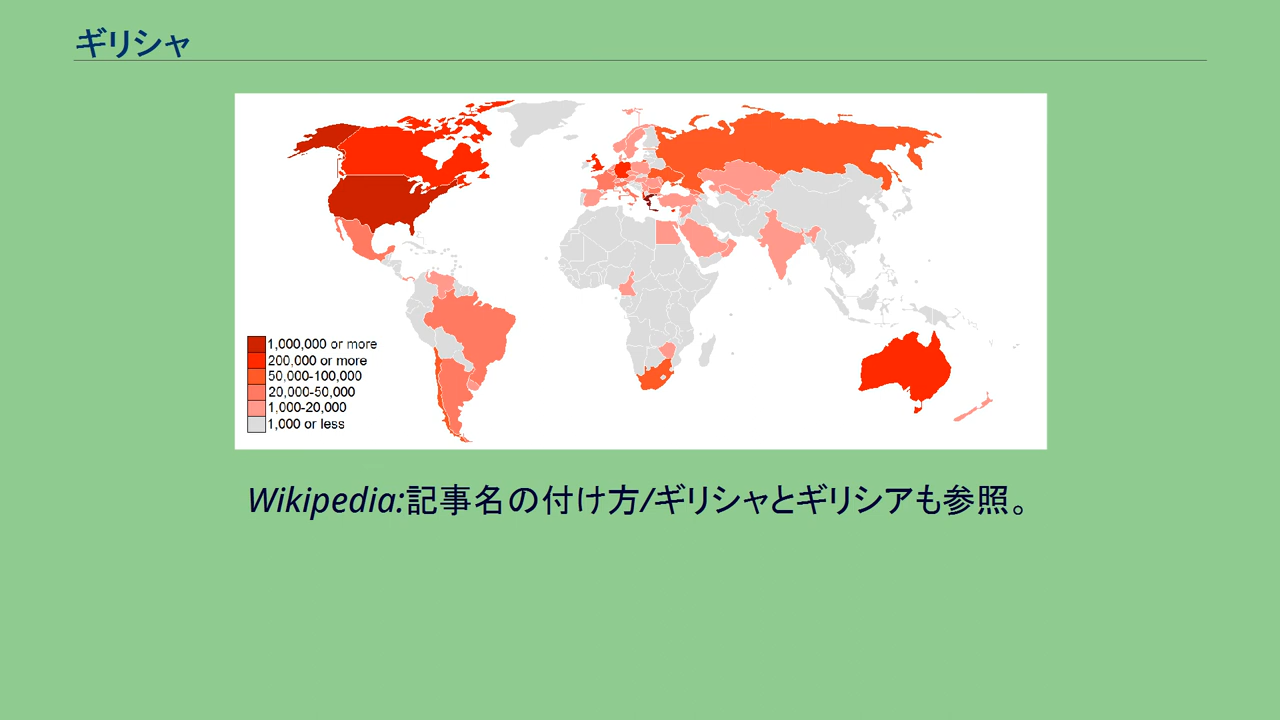 ギリシャ
1,000,000 or more
200,000 or more
50,000-100,000
20,000-50,000
1,000-20,000
1,000 or less
Wikipedia:記事名の付け方/ギリシャとギリシアも参照。